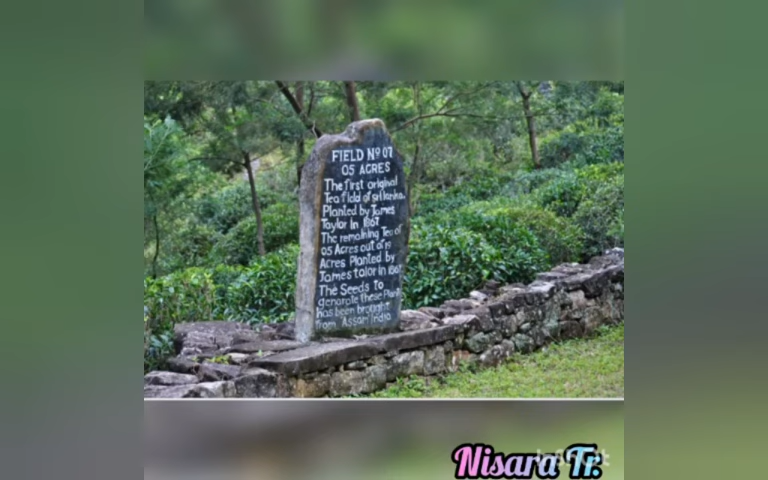 FIELD Nº 07
05 ACRES
The first original
Tea field of sri lanka.
Planted by James
Taylor in 1867
The remaining Tea of
05 Acres out of 19
Acres Planted by
James talor in 1867
The Seeds to
genarate These Plant
has been brought
from Assam India
Nisara Tr.